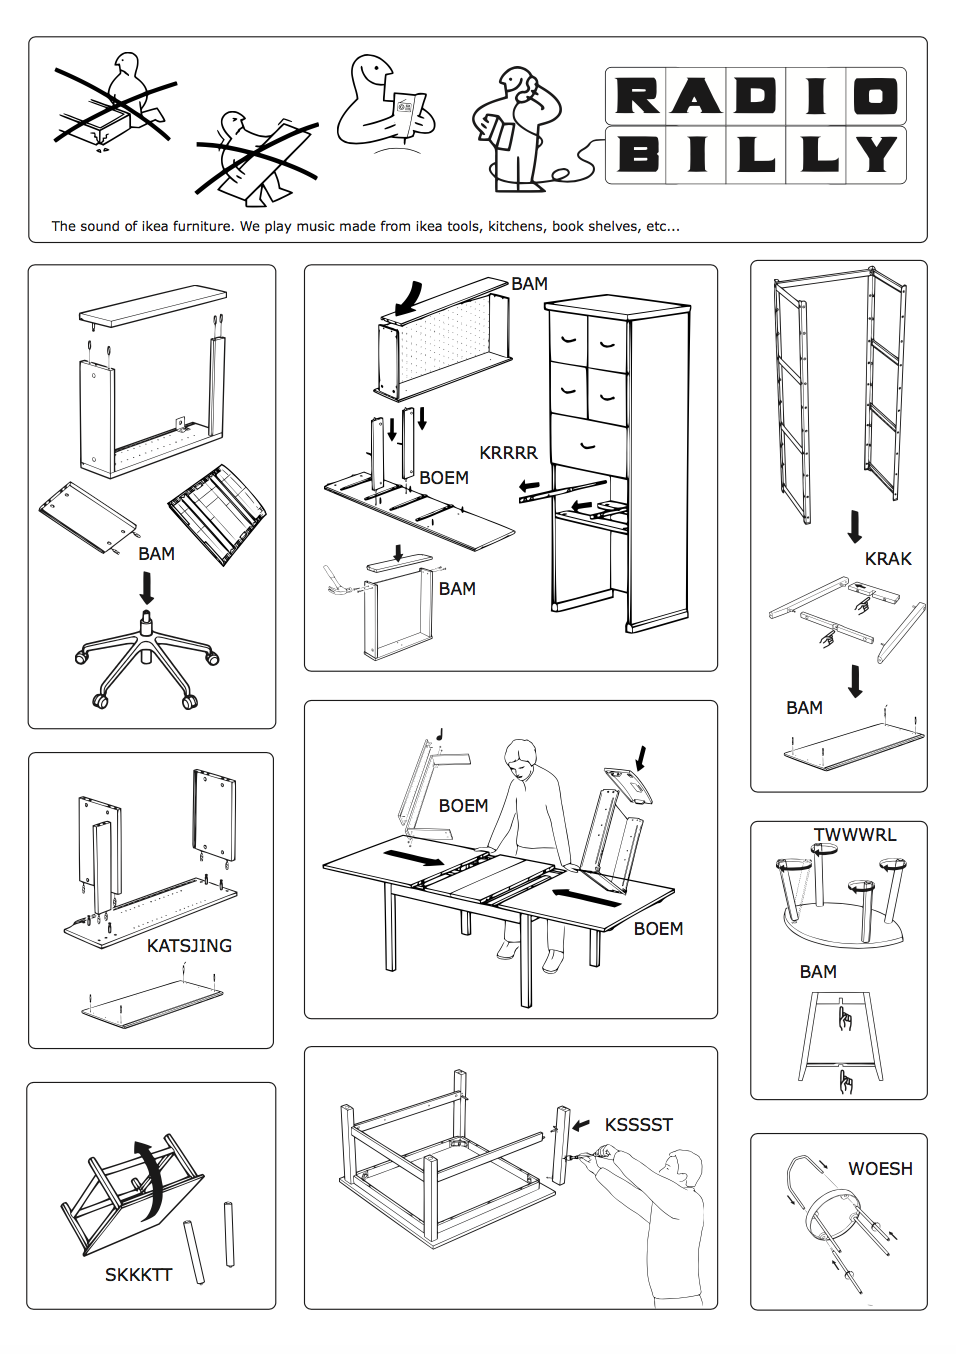 RADIO
BILLY
The sound of ikea furniture. We play music made from ikea tools, kitchens, book shelves, etc...
BAM
BAM
KRRRR
BOEM
BAM
KRAK
BAM
KATSJING
BOEM
BOEM
TWWWRL
BAM
SKKKTT
KSSSST
WOESH